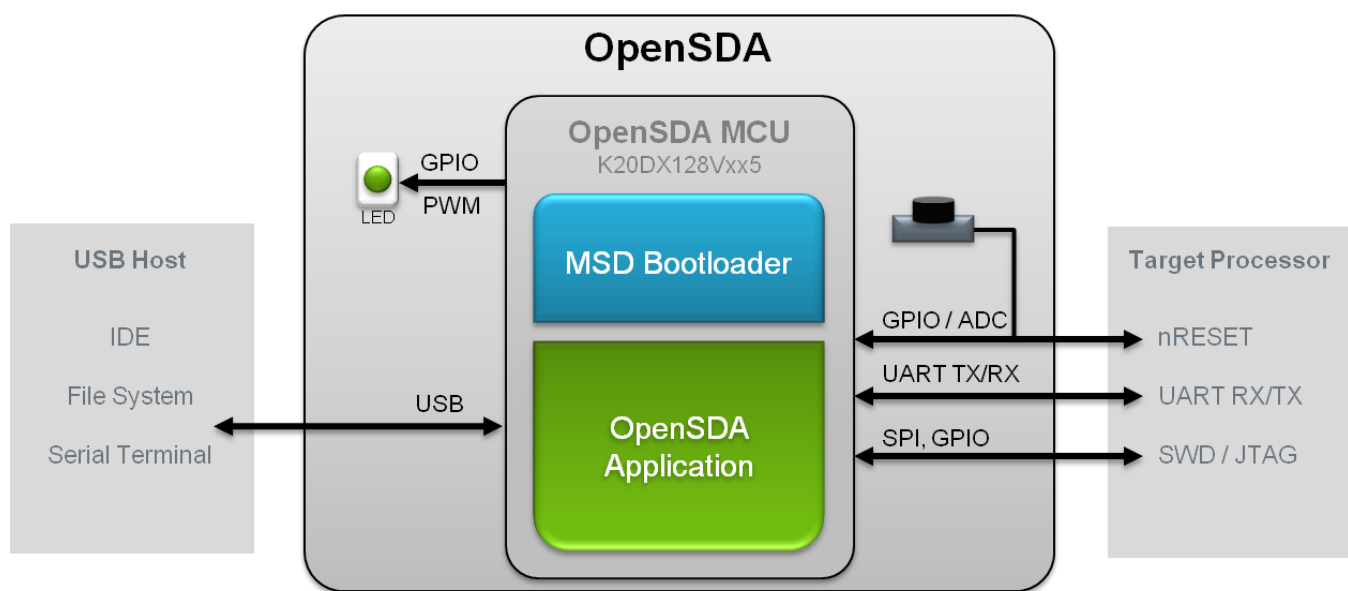 OpenSDA
OpenSDA MCU
K20DX128Vxx5
GPIO
PWM
LED
MSD Bootloader
USB Host
IDE
File System
Serial Terminal
USB
OpenSDA
Application
GPIO / ADC
UART TX/RX
SPI, GPIO
Target Processor
nRESET
UART RX/TX
SWD / JTAG